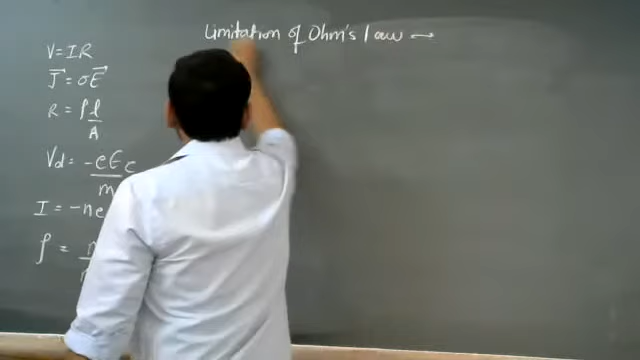 Limitation of Ohm's law →
V = IR
J⃗ = σE⃗
R = ρl/A
Vd = -eEτ/m
I = -ne
ρ =